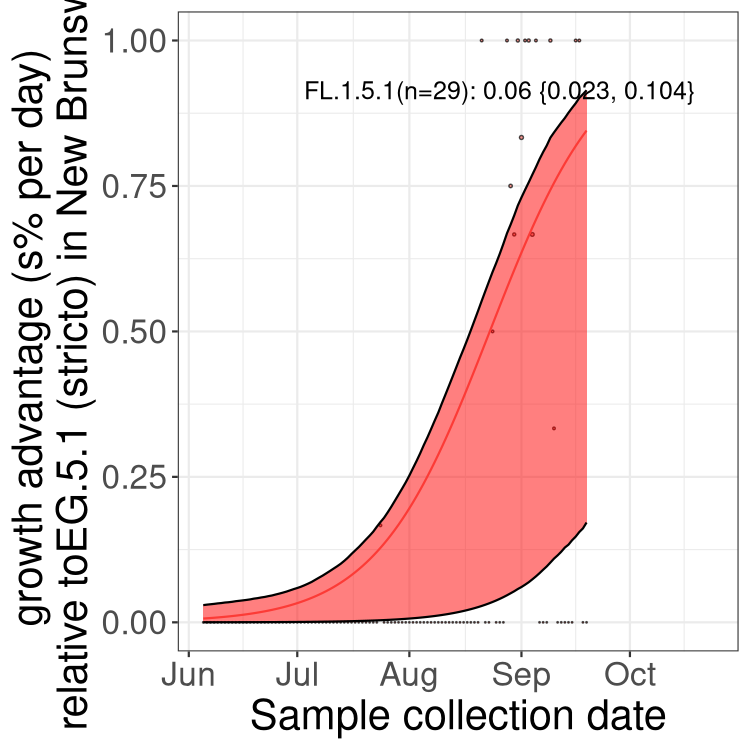 growth advantage (s% per day)
relative toEG.5.1 (stricto) in New Brunsw
1.00
0.75
0.50
0.25
0.00
FL.1.5.1(n=29): 0.06 {0.023, 0.104}
Jun Jul Aug Sep Oct
Sample collection date